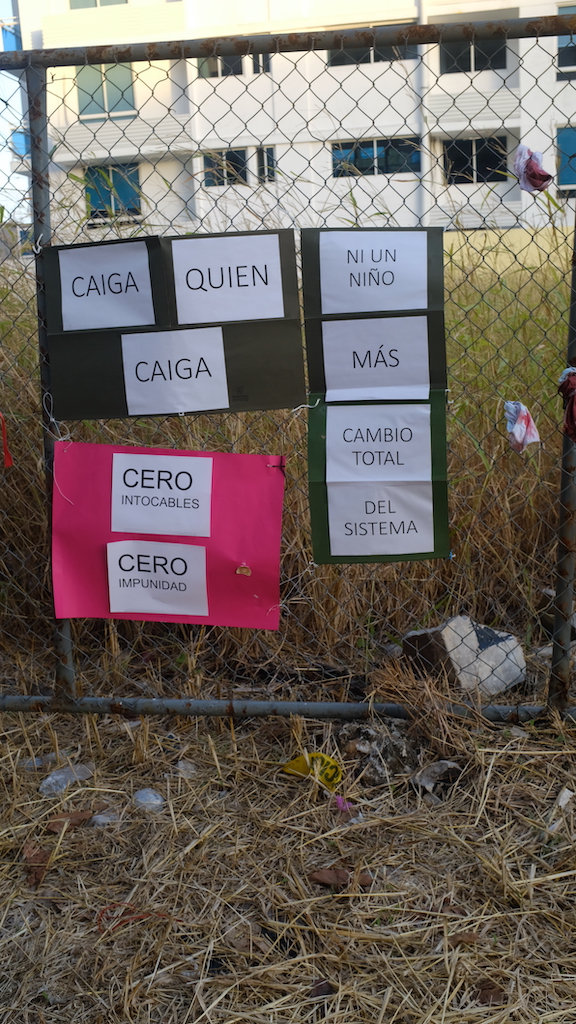 CAIGA
QUIEN
CAIGA
NI UN
NIÑO
MÁS
CAMBIO
TOTAL
DEL
SISTEMA
CERO
INTOCABLES
CERO
IMPUNIDAD